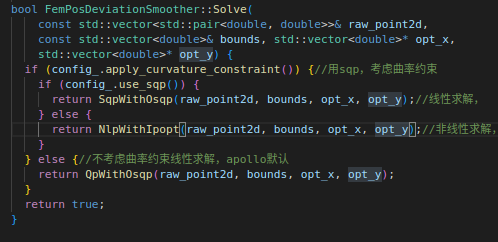 bool FemPosDeviationSmoother::Solve(
    const std::vector<std::pair<double, double>>& raw_point2d,
    const std::vector<double>& bounds, std::vector<double>* opt_x,
    std::vector<double>* opt_y) {
  if (config_.apply_curvature_constraint()) {//用sqp，考虑曲率约束
    if (config_.use_sqp()) {
      return SqpWithOsqp(raw_point2d, bounds, opt_x, opt_y);//线性求解，
    } else {
      return NlpWithIpopt(raw_point2d, bounds, opt_x, opt_y);//非线性求解，
    }
  } else {//不考虑曲率约束线性求解，apollo默认
    return QpWithOsqp(raw_point2d, bounds, opt_x, opt_y);
  }
  return true;
}